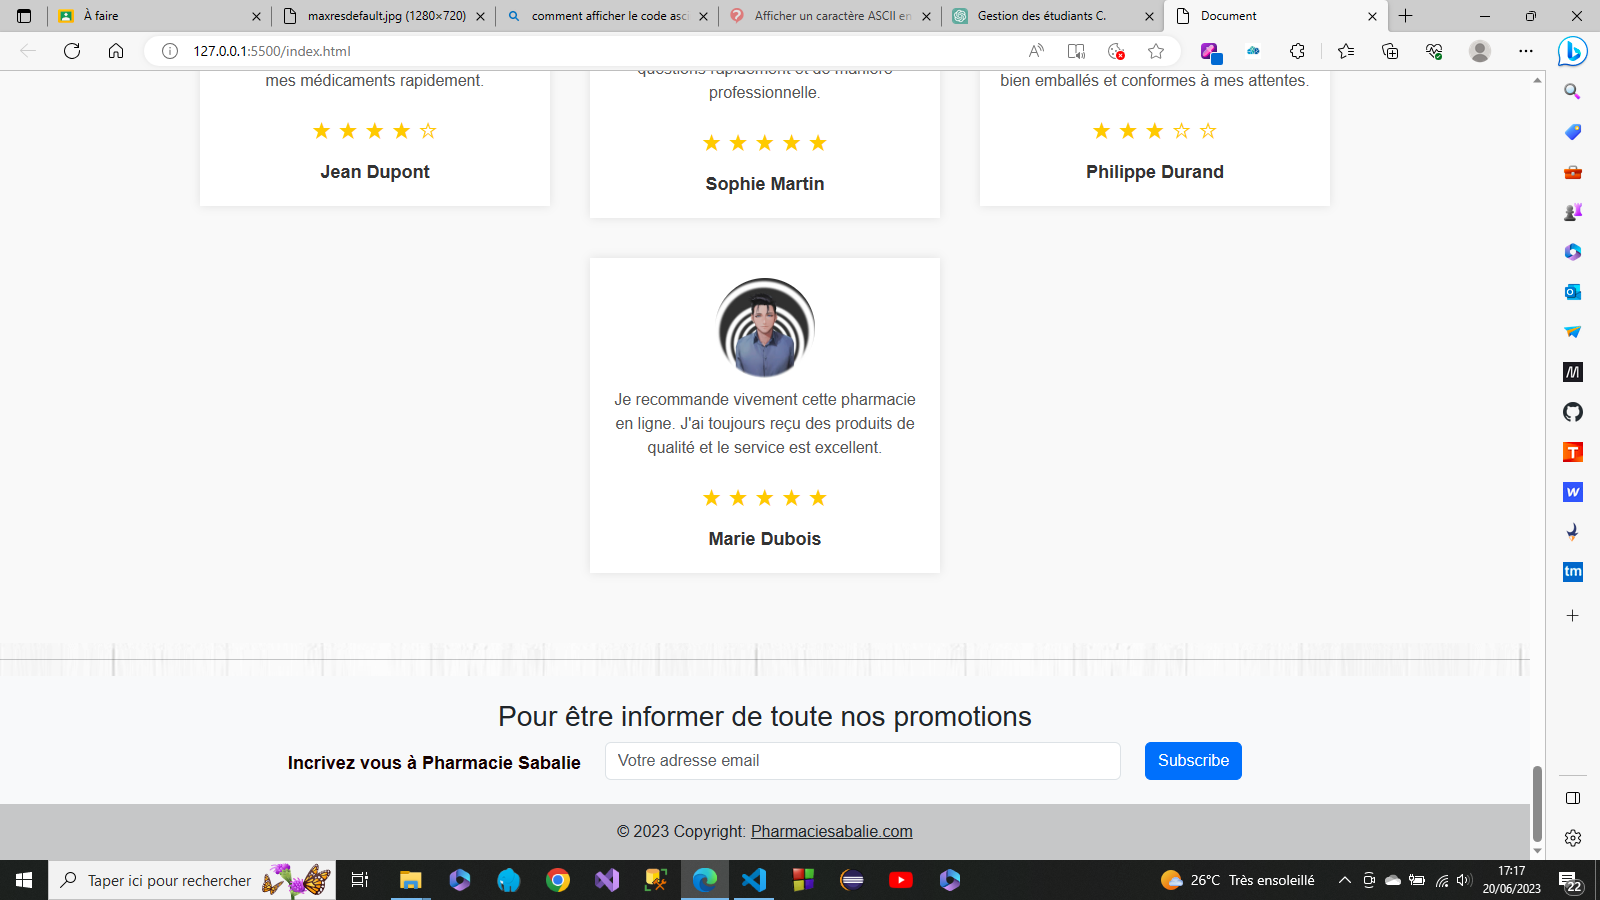 À faire
maxresdefault.jpg (1280×720)
comment afficher le code asci
Afficher un caractère ASCII en
Gestion des étudiants C.
Document
127.0.0.1:5500/index.html
mes médicaments rapidement.
★ ★ ★ ★ ☆
Jean Dupont
professionnelle.
★ ★ ★ ★ ★
Sophie Martin
bien emballés et conformes à mes attentes.
★ ★ ★ ☆ ☆
Philippe Durand
Je recommande vivement cette pharmacie
en ligne. J'ai toujours reçu des produits de
qualité et le service est excellent.
★ ★ ★ ★ ★
Marie Dubois
Pour être informer de toute nos promotions
Incrivez vous à Pharmacie Sabalie
Votre adresse email
Subscribe
© 2023 Copyright: Pharmaciesabalie.com
Taper ici pour rechercher
26°C Très ensoleillé
17:17
20/06/2023
22